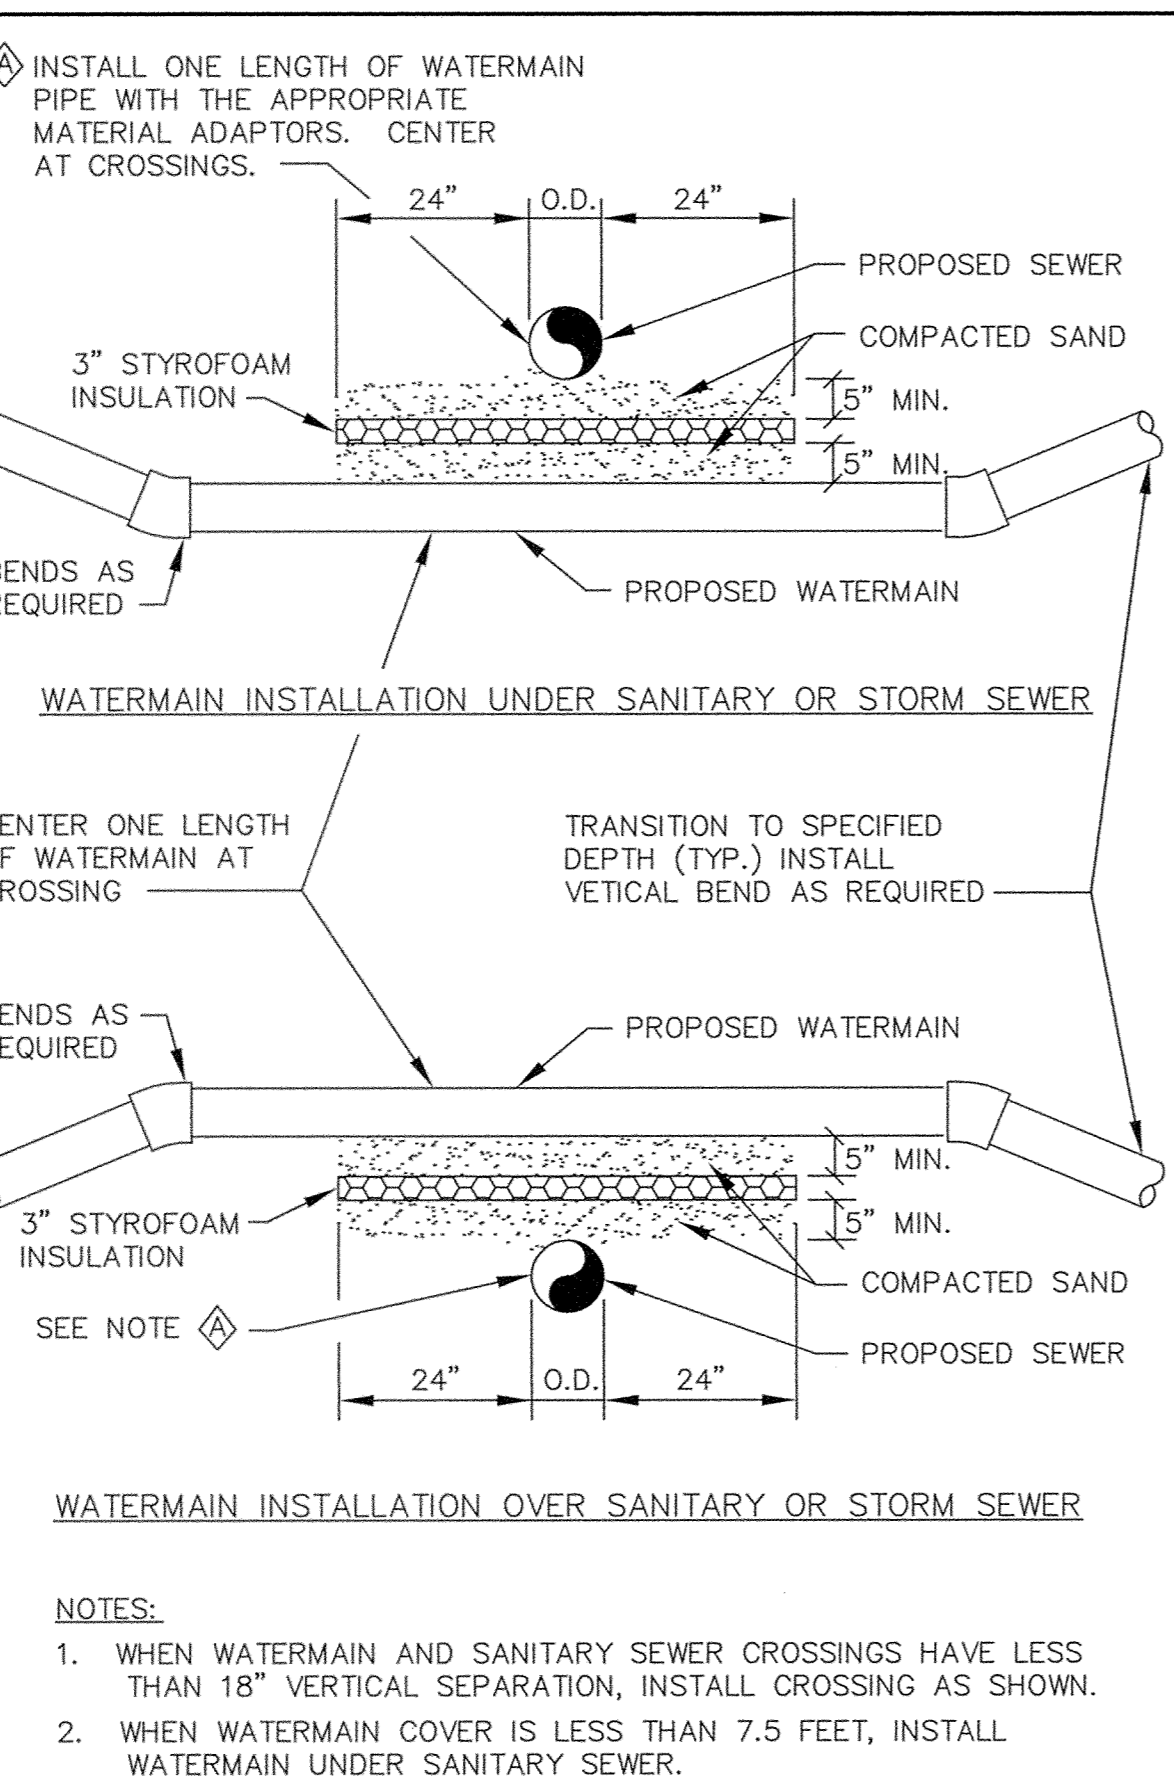 A INSTALL ONE LENGTH OF WATERMAIN
PIPE WITH THE APPROPRIATE
MATERIAL ADAPTORS. CENTER
AT CROSSINGS.
24" O.D. 24"
PROPOSED SEWER
COMPACTED SAND
3" STYROFOAM
INSULATION
5" MIN.
5" MIN.
ENDS AS
EQUIRED
PROPOSED WATERMAIN
WATERMAIN INSTALLATION UNDER SANITARY OR STORM SEWER
ENTER ONE LENGTH
F WATERMAIN AT
ROSSING
TRANSITION TO SPECIFIED
DEPTH (TYP.) INSTALL
VETICAL BEND AS REQUIRED
ENDS AS
EQUIRED
PROPOSED WATERMAIN
5" MIN.
5" MIN.
3" STYROFOAM
INSULATION
COMPACTED SAND
SEE NOTE A
PROPOSED SEWER
24" O.D. 24"
WATERMAIN INSTALLATION OVER SANITARY OR STORM SEWER
NOTES:
1. WHEN WATERMAIN AND SANITARY SEWER CROSSINGS HAVE LESS
THAN 18" VERTICAL SEPARATION, INSTALL CROSSING AS SHOWN.
2. WHEN WATERMAIN COVER IS LESS THAN 7.5 FEET, INSTALL
WATERMAIN UNDER SANITARY SEWER.